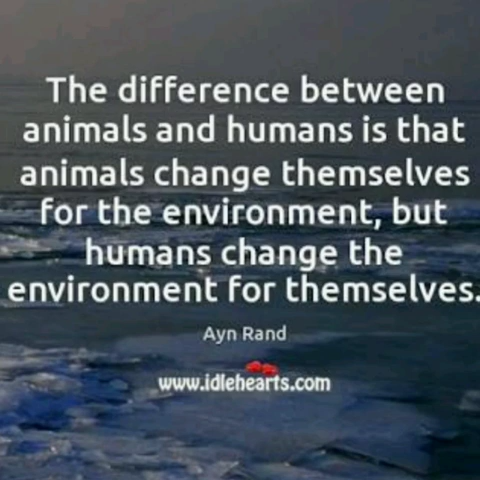 The difference between
animals and humans is that
animals change themselves
for the environment, but
humans change the
environment for themselves.
Ayn Rand
www.idlehearts.com